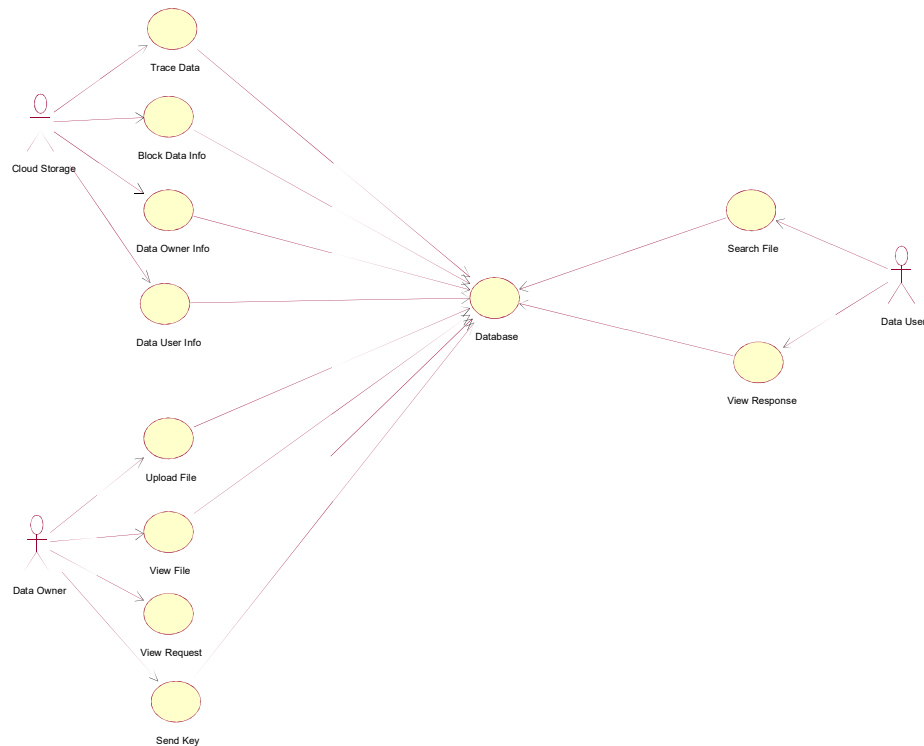 Trace Data
Cloud Storage
Block Data Info
Data Owner Info
Data User Info
Search File
Data User
Database
View Response
Upload File
View File
Data Owner
View Request
Send Key